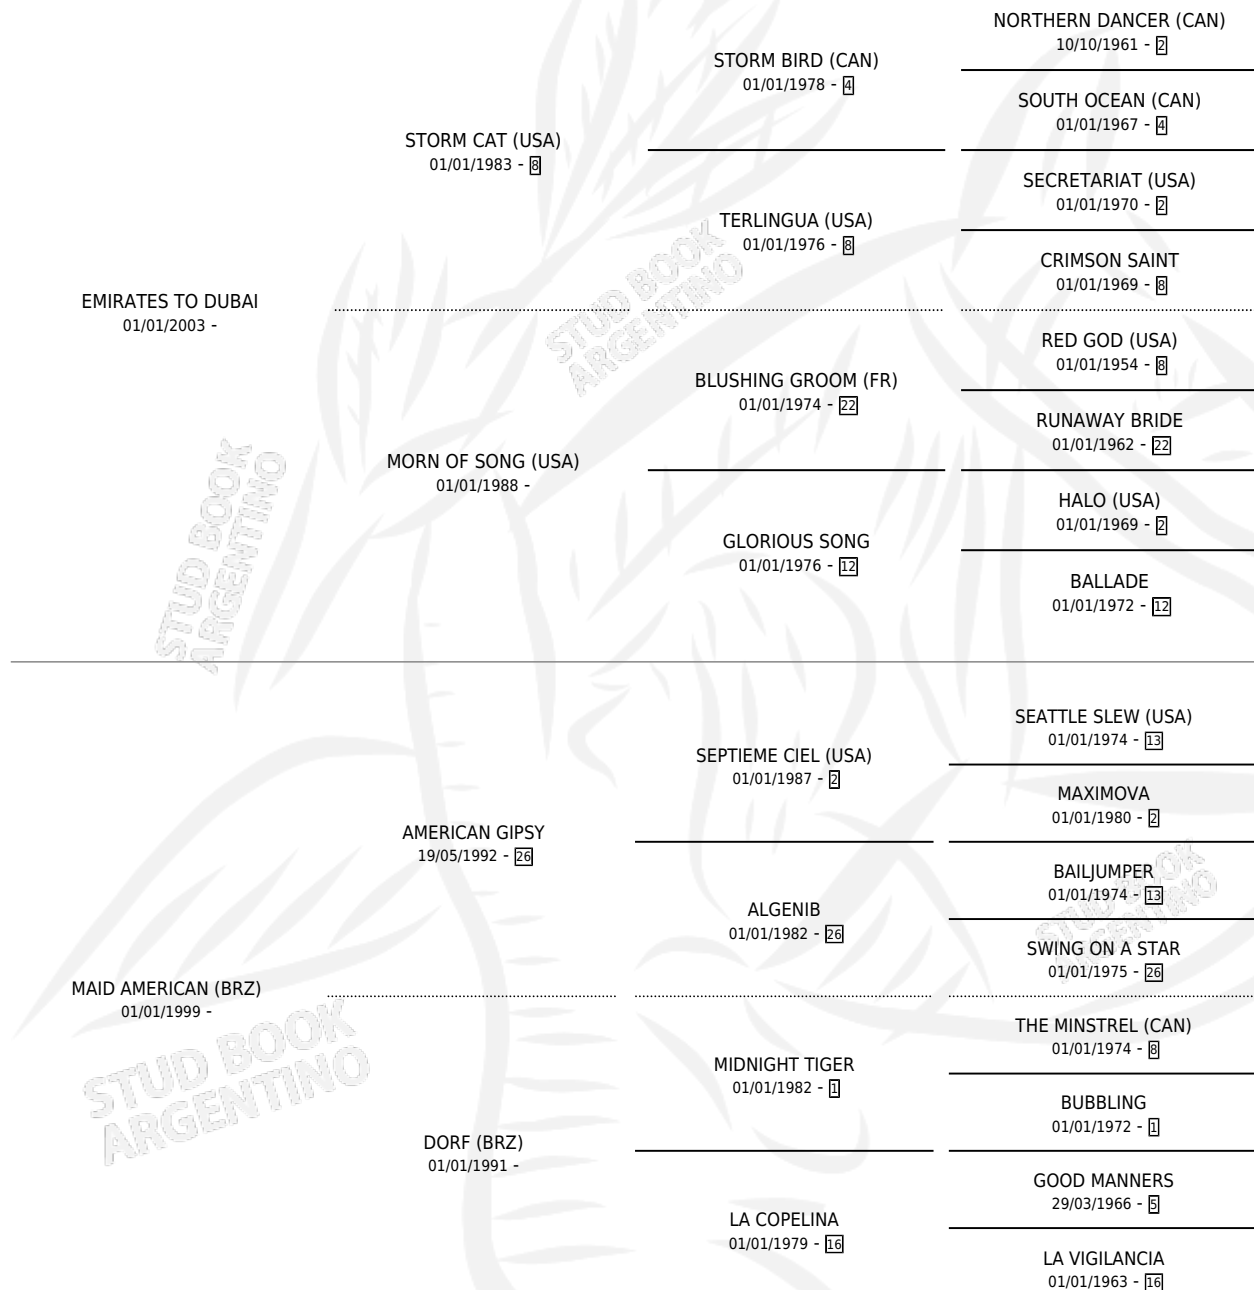 NORTHERN DANCER (CAN)
10/10/1961 - 2
STORM BIRD (CAN)
01/01/1978 - 4
SOUTH OCEAN (CAN)
01/01/1967 - 4
STORM CAT (USA)
01/01/1983 - 8
SECRETARIAT (USA)
01/01/1970 - 2
TERLINGUA (USA)
01/01/1976 - 8
CRIMSON SAINT
01/01/1969 - 8
EMIRATES TO DUBAI
01/01/2003 -
STUD BOOK
ARGENTINO
RED GOD (USA)
01/01/1954 - 8
BLUSHING GROOM (FR)
01/01/1974 - 22
RUNAWAY BRIDE
01/01/1962 - 22
MORN OF SONG (USA)
01/01/1988 -
HALO (USA)
01/01/1969 - 2
GLORIOUS SONG
01/01/1976 - 12
BALLADE
01/01/1972 - 12
STUD BOOK
ARGENTINO
SEATTLE SLEW (USA)
01/01/1974 - 13
SEPTIEME CIEL (USA)
01/01/1987 - 2
MAXIMOVA
01/01/1980 - 2
AMERICAN GIPSY
19/05/1992 - 26
BAILJUMPER
01/01/1974 - 13
ALGENIB
01/01/1982 - 26
STUD BOOK
ARGENTINO
SWING ON A STAR
01/01/1975 - 26
MAID AMERICAN (BRZ)
01/01/1999 -
STUD BOOK
ARGENTINO
THE MINSTREL (CAN)
01/01/1974 - 8
MIDNIGHT TIGER
01/01/1982 - 1
BUBBLING
01/01/1972 - 1
DORF (BRZ)
01/01/1991 -
GOOD MANNERS
29/03/1966 - 5
LA COPELINA
01/01/1979 - 16
LA VIGILANCIA
01/01/1963 - 16